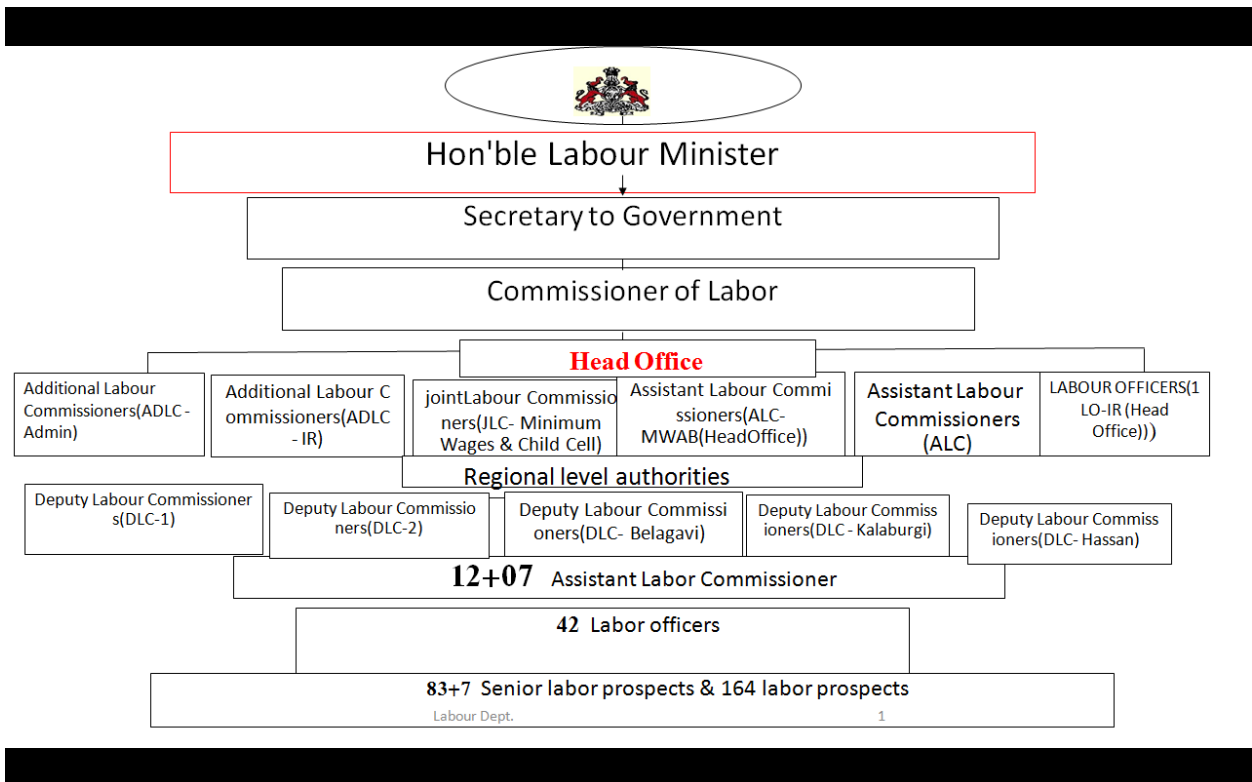 Hon'ble Labour Minister
Secretary to Government
Commissioner of Labor
Head Office
Additional Labour
Commissioners(ADLC -
Admin)
Additional Labour C
ommissioners(ADLC
- IR)
jointLabour Commissio
ners(JLC- Minimum
Wages & Child Cell)
Assistant Labour Commi
ssioners(ALC-
MWAB(HeadOffice))
Assistant Labour
Commissioners
(ALC)
LABOUR OFFICERS(1
LO-IR (Head
Office)))
Regional level authorities
Deputy Labour Commissioner
s(DLC-1)
Deputy Labour Commissio
ners(DLC-2)
Deputy Labour Commissi
oners(DLC- Belagavi)
Deputy Labour Commiss
ioners(DLC - Kalaburgi)
Deputy Labour Commiss
ioners(DLC- Hassan)
12+07 Assistant Labor Commissioner
42 Labor officers
83+7 Senior labor prospects & 164 labor prospects
Labour Dept. 1